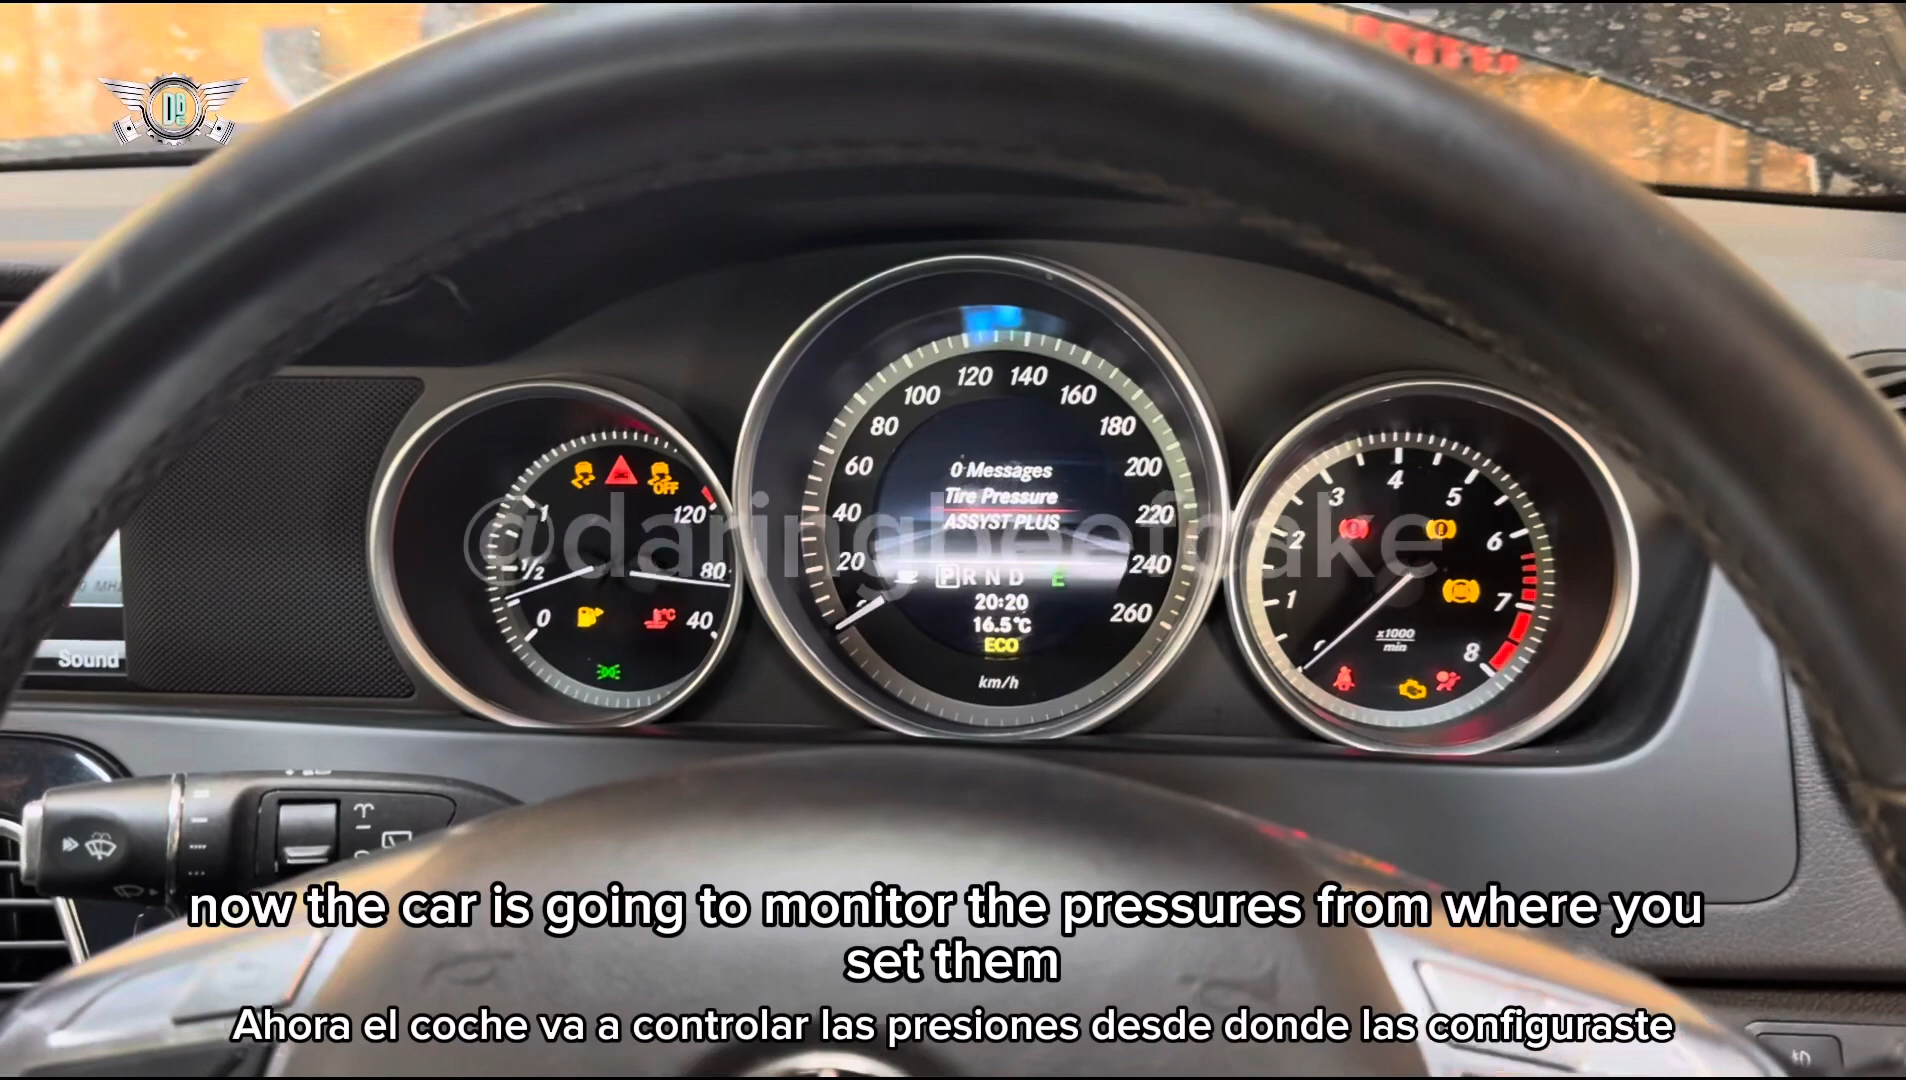 DB
120 140
100 160
80 180
60 200
40 220
20 240
260
0 Messages
Tire Pressure
ASSYST PLUS
P R N D E
20:20
16.5°C
ECO
km/h
OFF
1 120
1/2 80
0 40
°C
4
3 5
2 6
1 7
8
x1000
min
@daringbeefcake
MHz
Sound
now the car is going to monitor the pressures from where you
set them
Ahora el coche va a controlar las presiones desde donde las configuraste